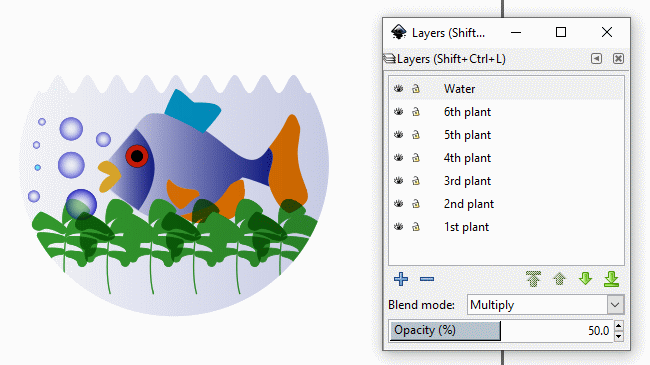 Layers (Shift...
Layers (Shift+Ctrl+L)
Water
6th plant
5th plant
4th plant
3rd plant
2nd plant
1st plant
Blend mode: Multiply
Opacity (%) 50.0